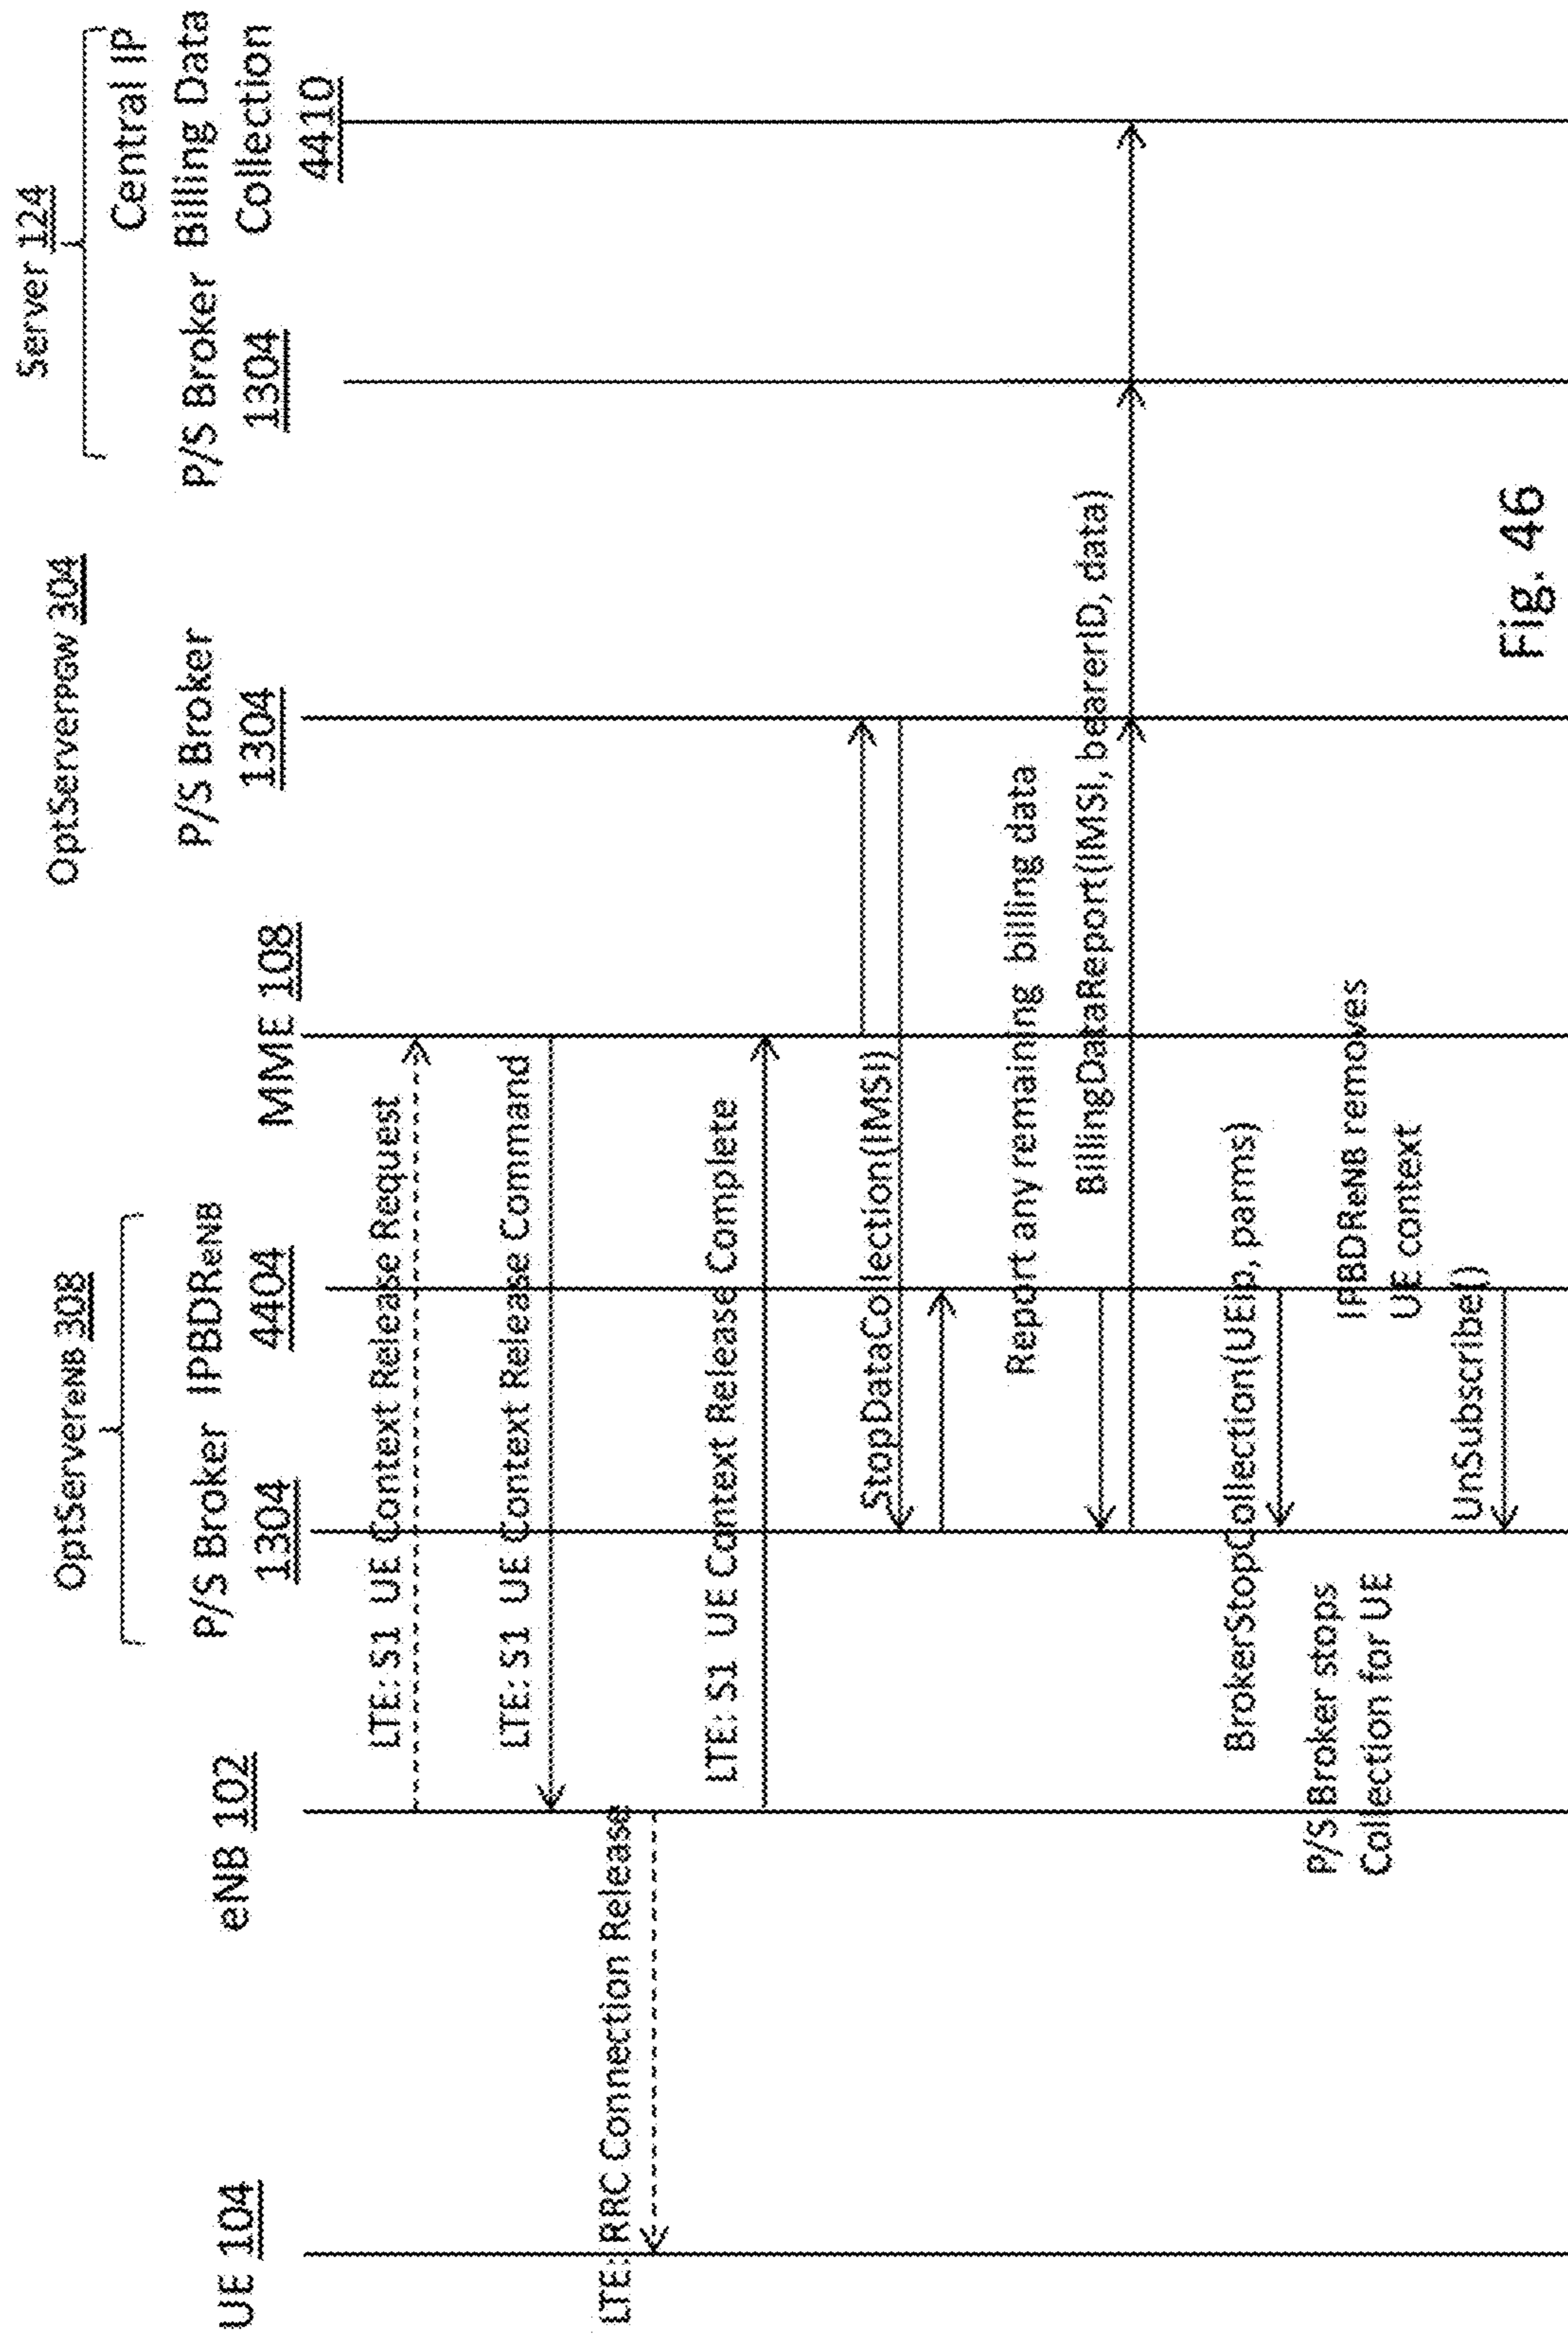 OptServereNB 308
OptServerPGW 304
Server 124
UE 104
eNB 102
P/S Broker
1304
IPBDReNB
4404
MME 108
P/S Broker
1304
P/S Broker
1304
Central IP
Billing Data
Collection
4410
LTE: S1 UE Context Release Request
LTE: S1 UE Context Release Command
LTE: RRC Connection Release
LTE: S1 UE Context Release Complete
StopDataCollection(IMSI)
Report any remaining billing data
BillingDataReport(IMSI, bearerID, data)
BrokerStopCollection(UEip, parms)
P/S Broker stops
Collection for UE
IPBDReNB removes
UE context
UnSubscribe()
Fig. 46